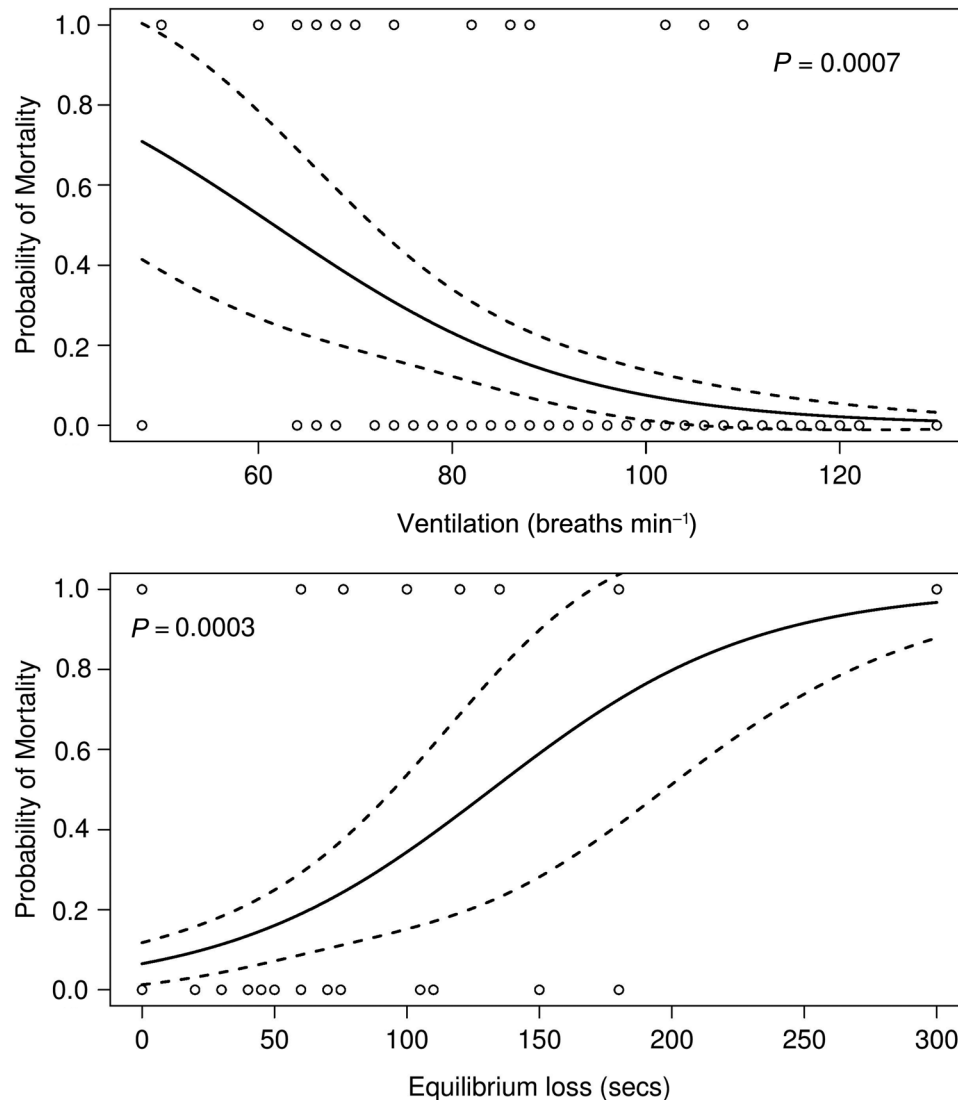 1.0
0.8
0.6
0.4
0.2
0.0
Probability of Mortality
P = 0.0007
60 80 100 120
Ventilation (breaths min⁻¹)
1.0
0.8
0.6
0.4
0.2
0.0
Probability of Mortality
P = 0.0003
0 50 100 150 200 250 300
Equilibrium loss (secs)